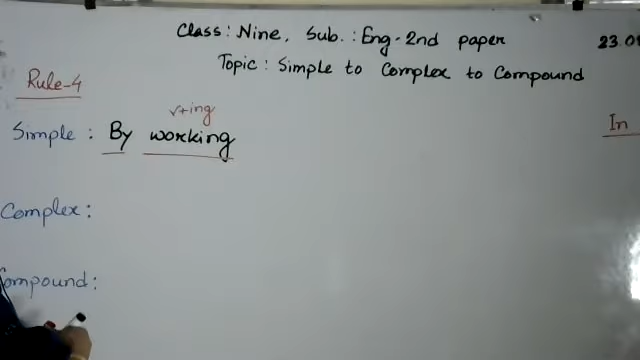 Class: Nine, Sub.: Eng-2nd paper
23.0
Topic: Simple to Complex to Compound
Rule-4
v+ing
Simple: By working
In
Complex:
Compound: